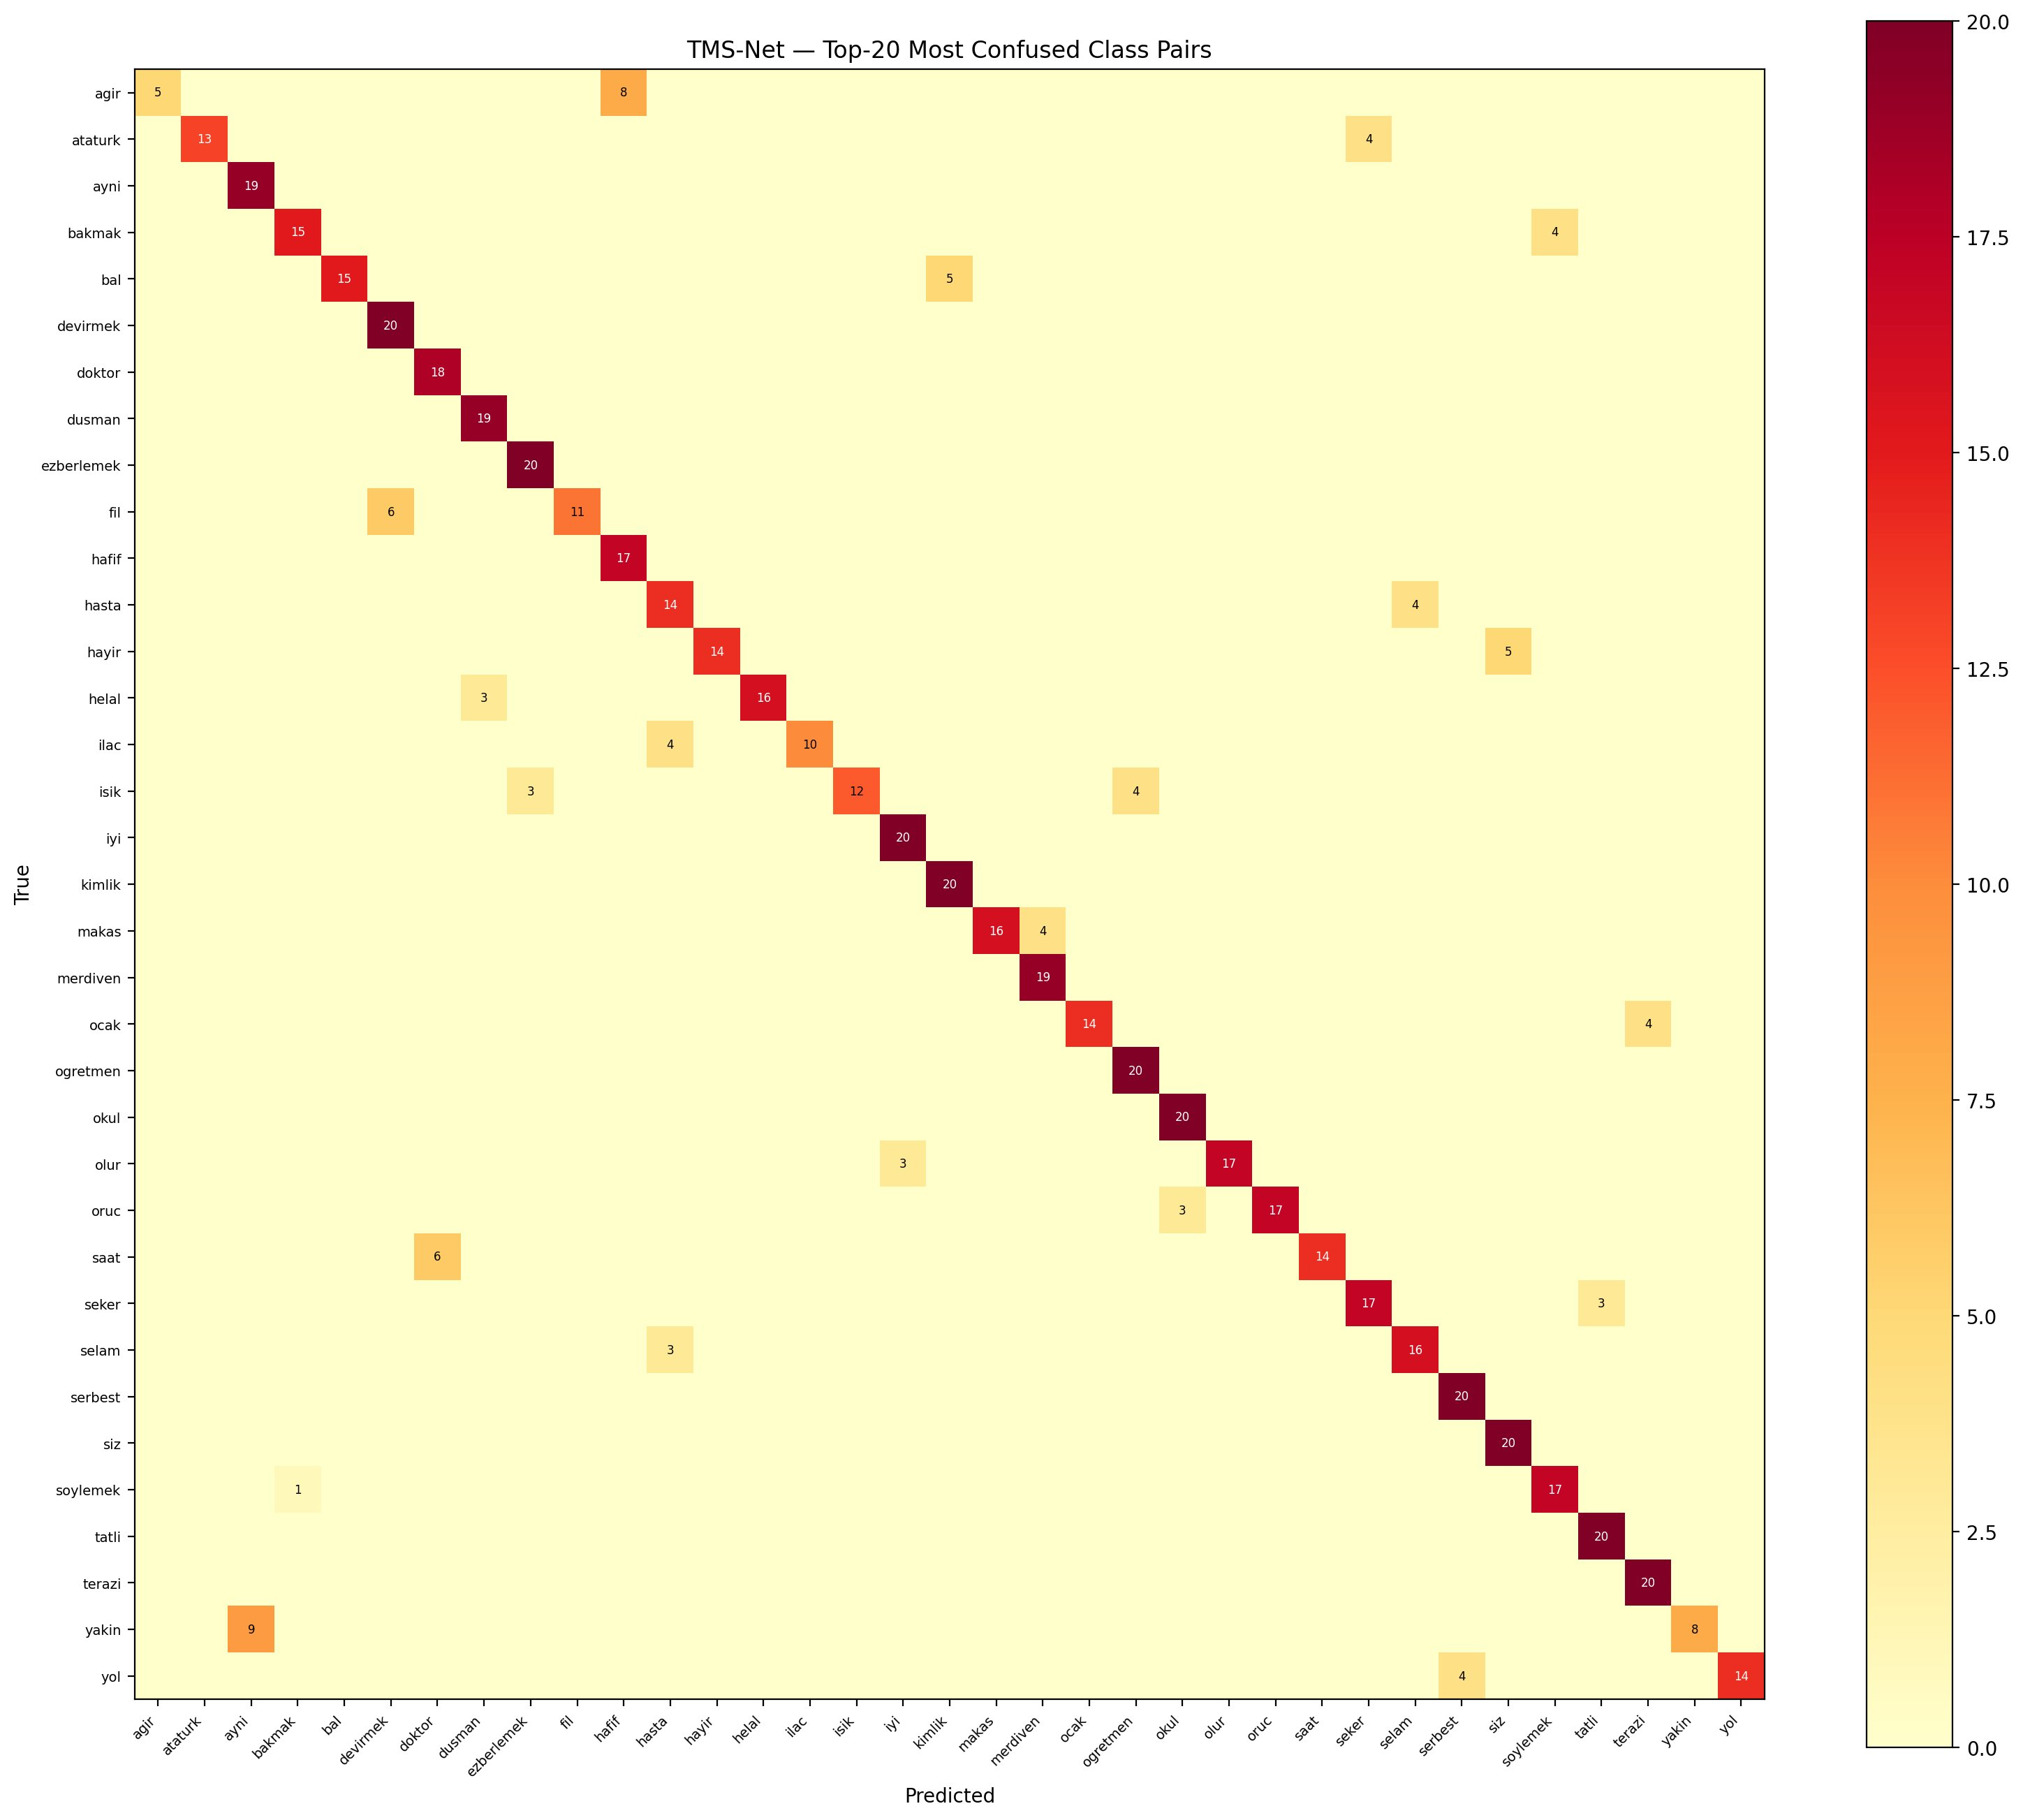 TMS-Net — Top-20 Most Confused Class Pairs
20.0
agir 5 8
ataturk 13 4
ayni 19
bakmak 15 4
17.5
bal 15 5
devirmek 20
doktor 18
dusman 19
15.0
ezberlemek 20
fil 6 11
hafif 17
hasta 14 4
hayir 14 5
12.5
helal 3 16
ilac 4 10
isik 3 12 4
iyi 20
True
kimlik 20
10.0
makas 16 4
merdiven 19
ocak 14 4
ogretmen 20
7.5
okul 20
olur 3 17
oruc 3 17
saat 6 14
seker 17 3
5.0
selam 3 16
serbest 20
siz 20
soylemek 1 17
2.5
tatli 20
terazi 20
yakin 9 8
yol 4 14
0.0
agir ataturk ayni bakmak bal devirmek doktor dusman ezberlemek fil hafif hasta hayir helal ilac isik iyi kimlik makas merdiven ocak ogretmen okul olur oruc saat seker selam serbest siz soylemek tatli terazi yakin yol
Predicted